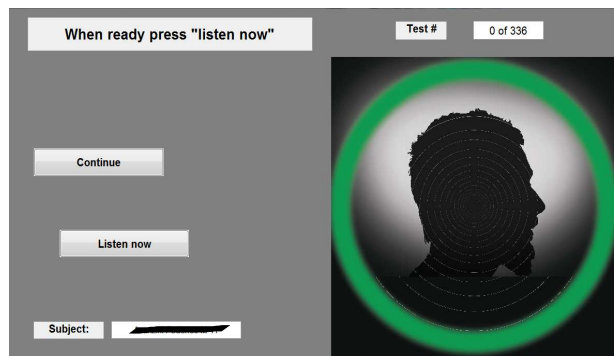 When ready press "listen now"
Test #
0 of 336
Continue
Listen now
Subject: